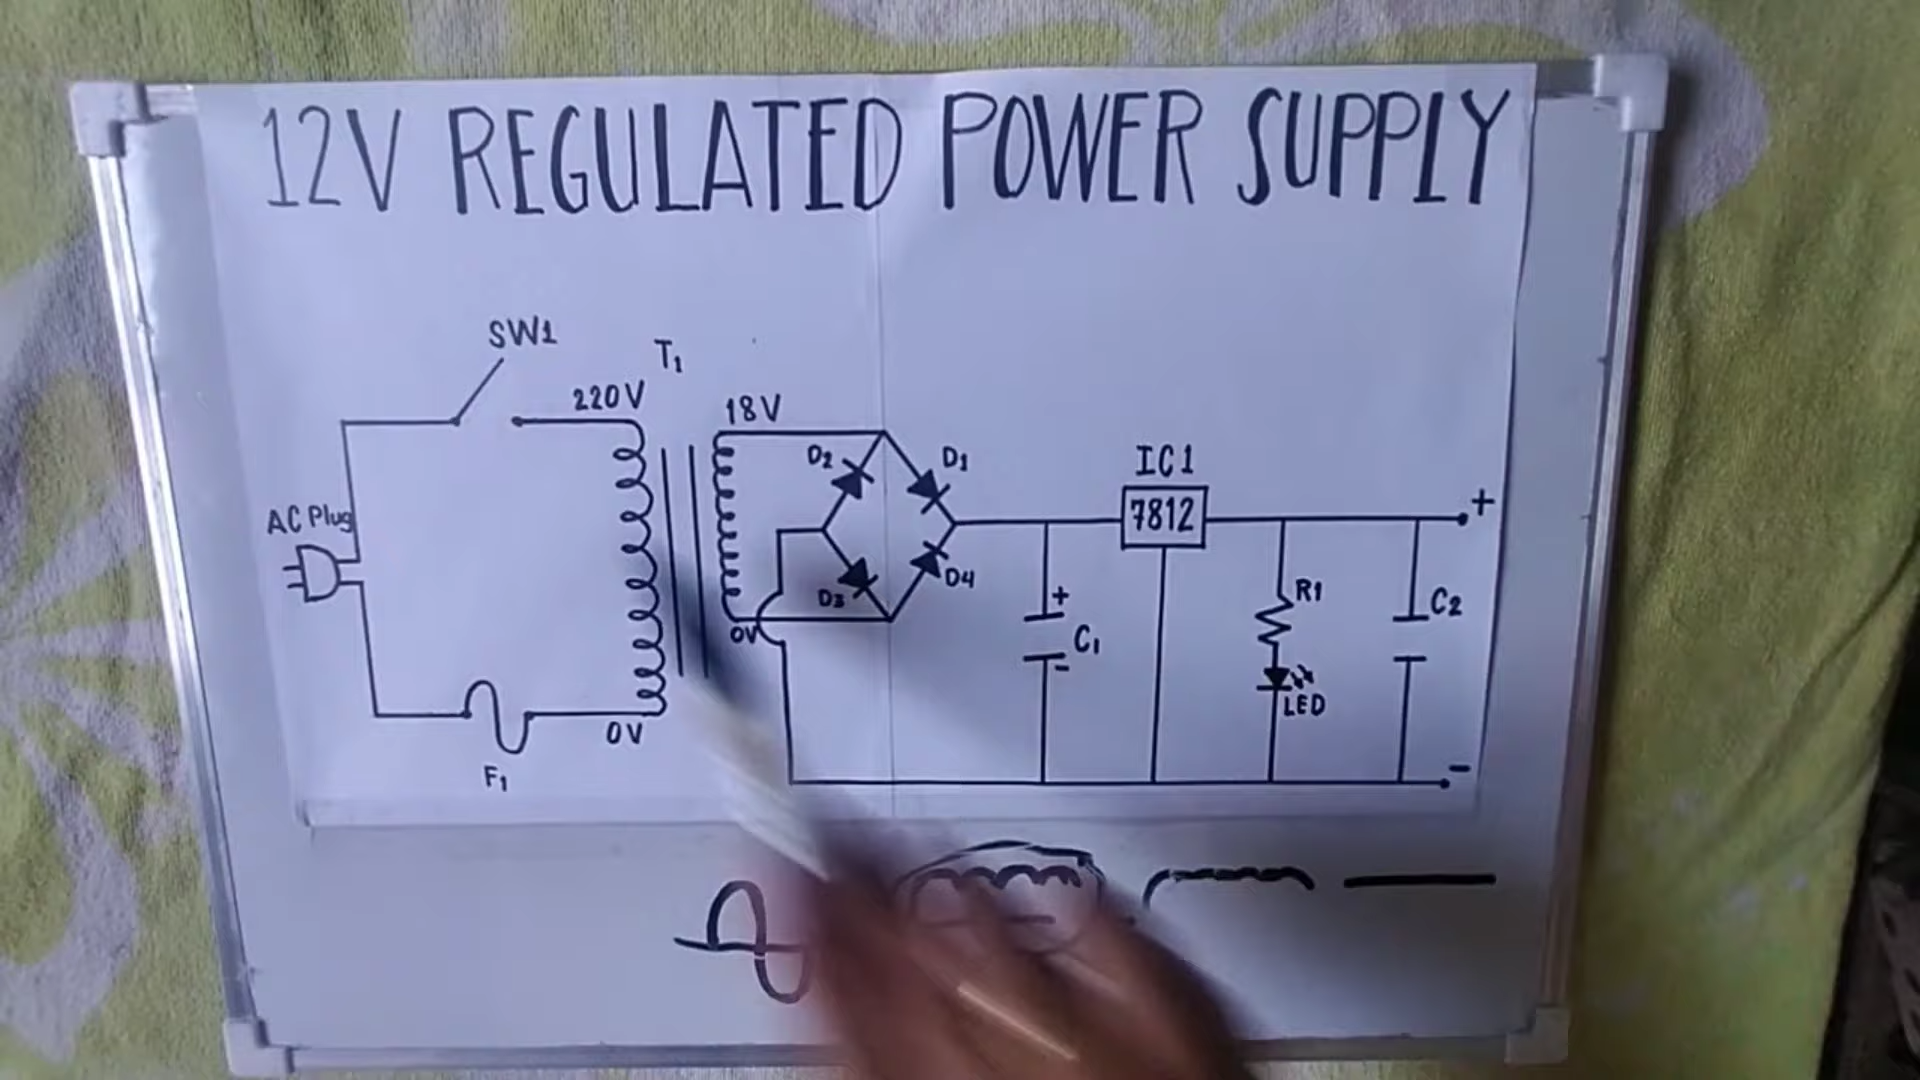 12V REGULATED POWER SUPPLY
SW1
T1
220V
18V
D2
D1
IC1
7812
+
AC Plug
D3
D4
+
C1
-
R1
C2
LED
0V
0V
F1
-